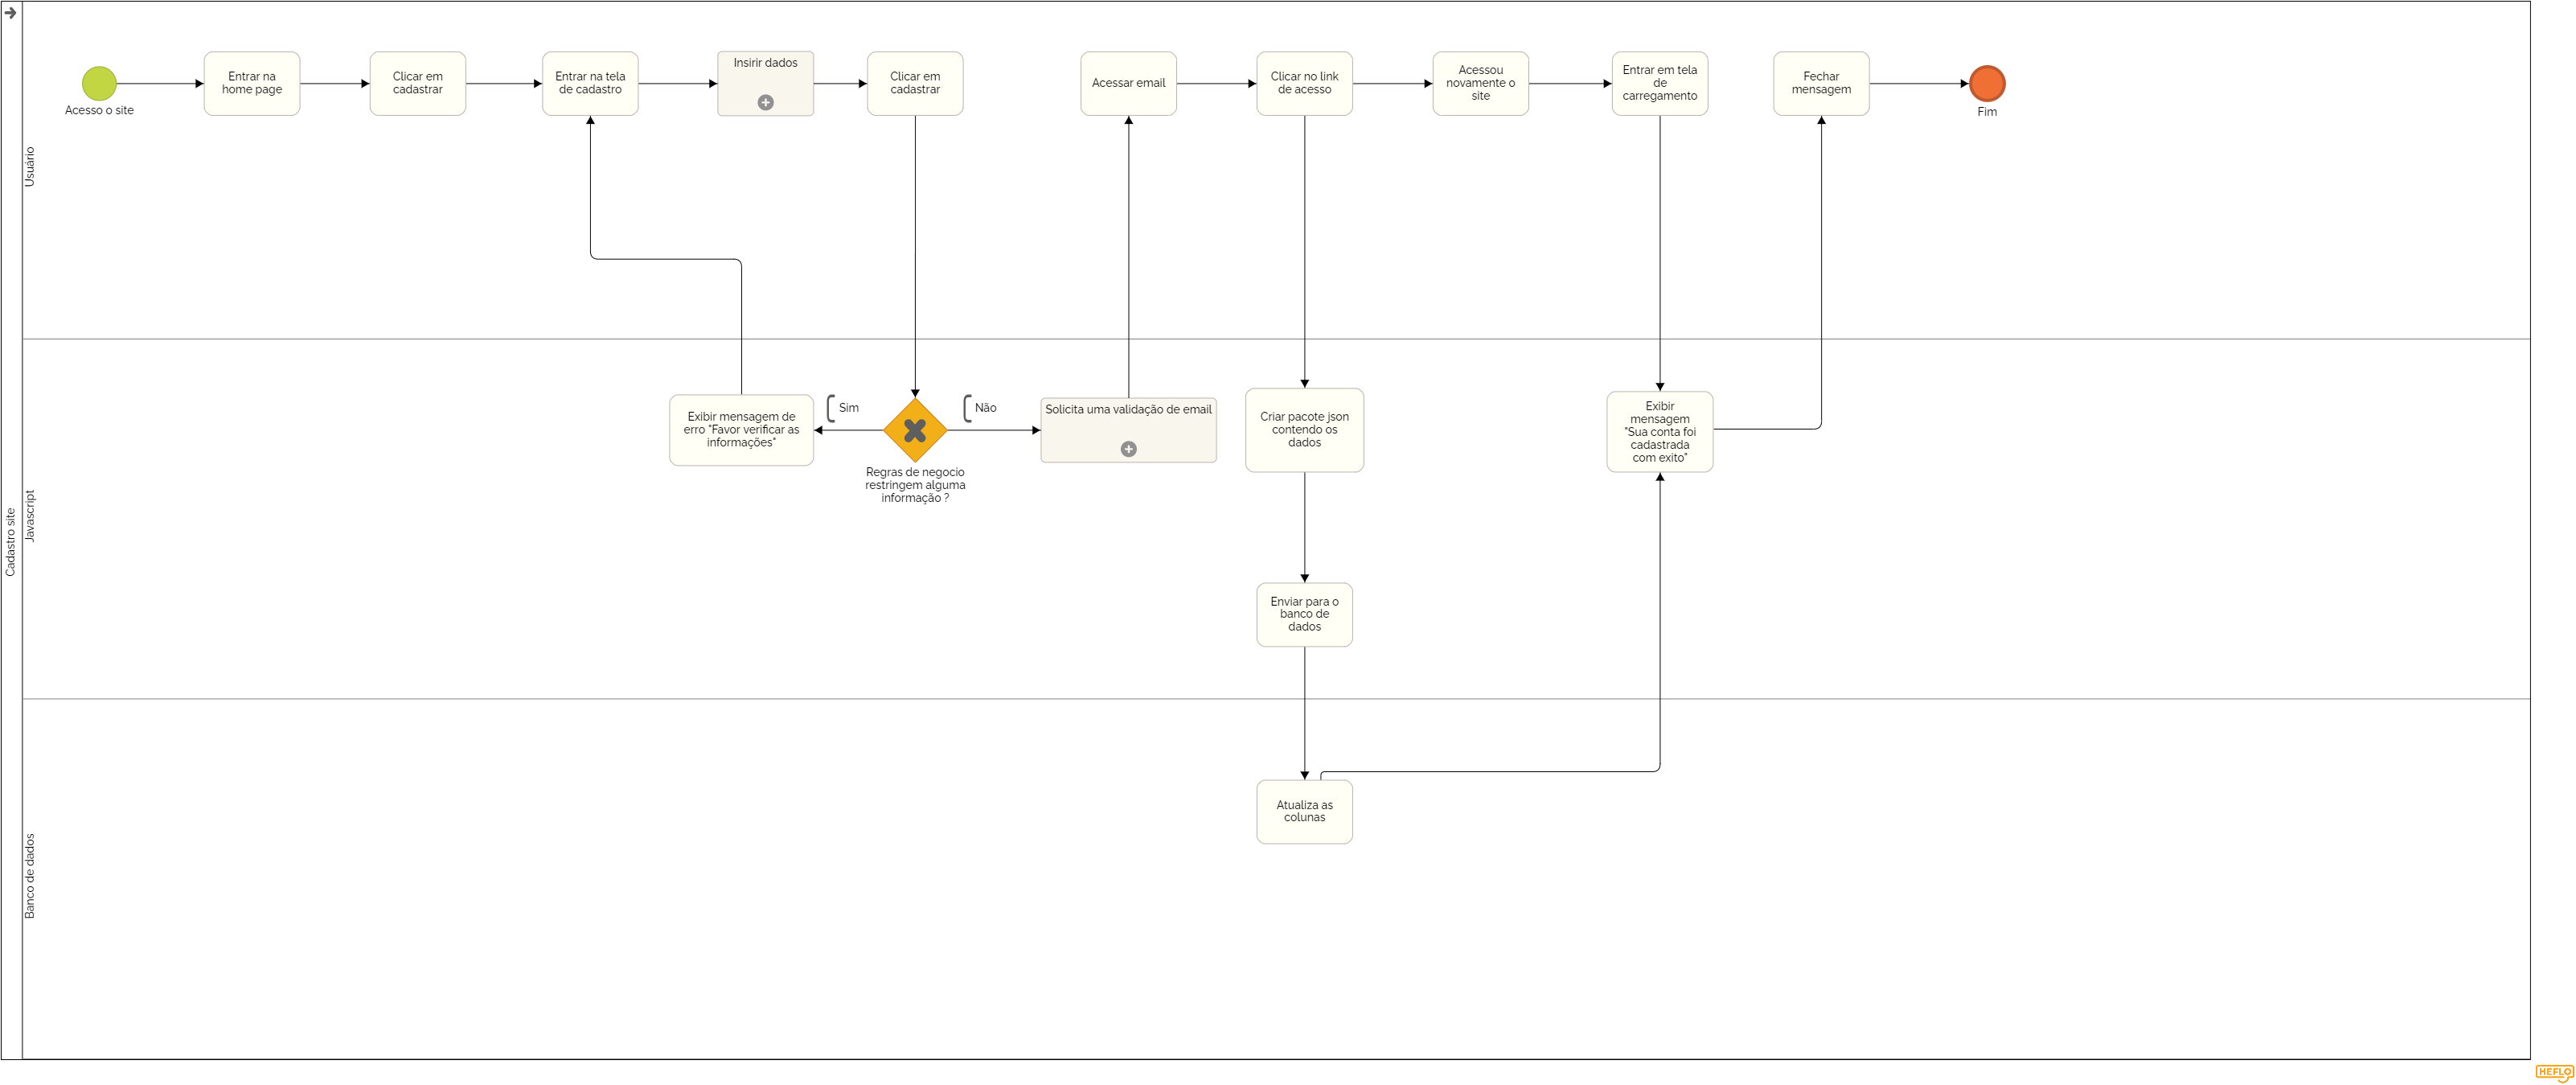 Cadastro site
Usuário
Acesso o site
Entrar na
home page
Clicar em
cadastrar
Entrar na tela
de cadastro
Insirir dados
Clicar em
cadastrar
Acessar email
Clicar no link
de acesso
Acessou
novamente o
site
Entrar em tela
de
carregamento
Fechar
mensagem
Fim
Javascript
Exibir mensagem de
erro "Favor verificar as
informações"
Sim
Regras de negocio
restringem alguma
informação ?
Não
Solicita uma validação de email
Criar pacote json
contendo os
dados
Exibir
mensagem
"Sua conta foi
cadastrada
com exito"
Enviar para o
banco de
dados
Banco de dados
Atualiza as
colunas
HEFLO